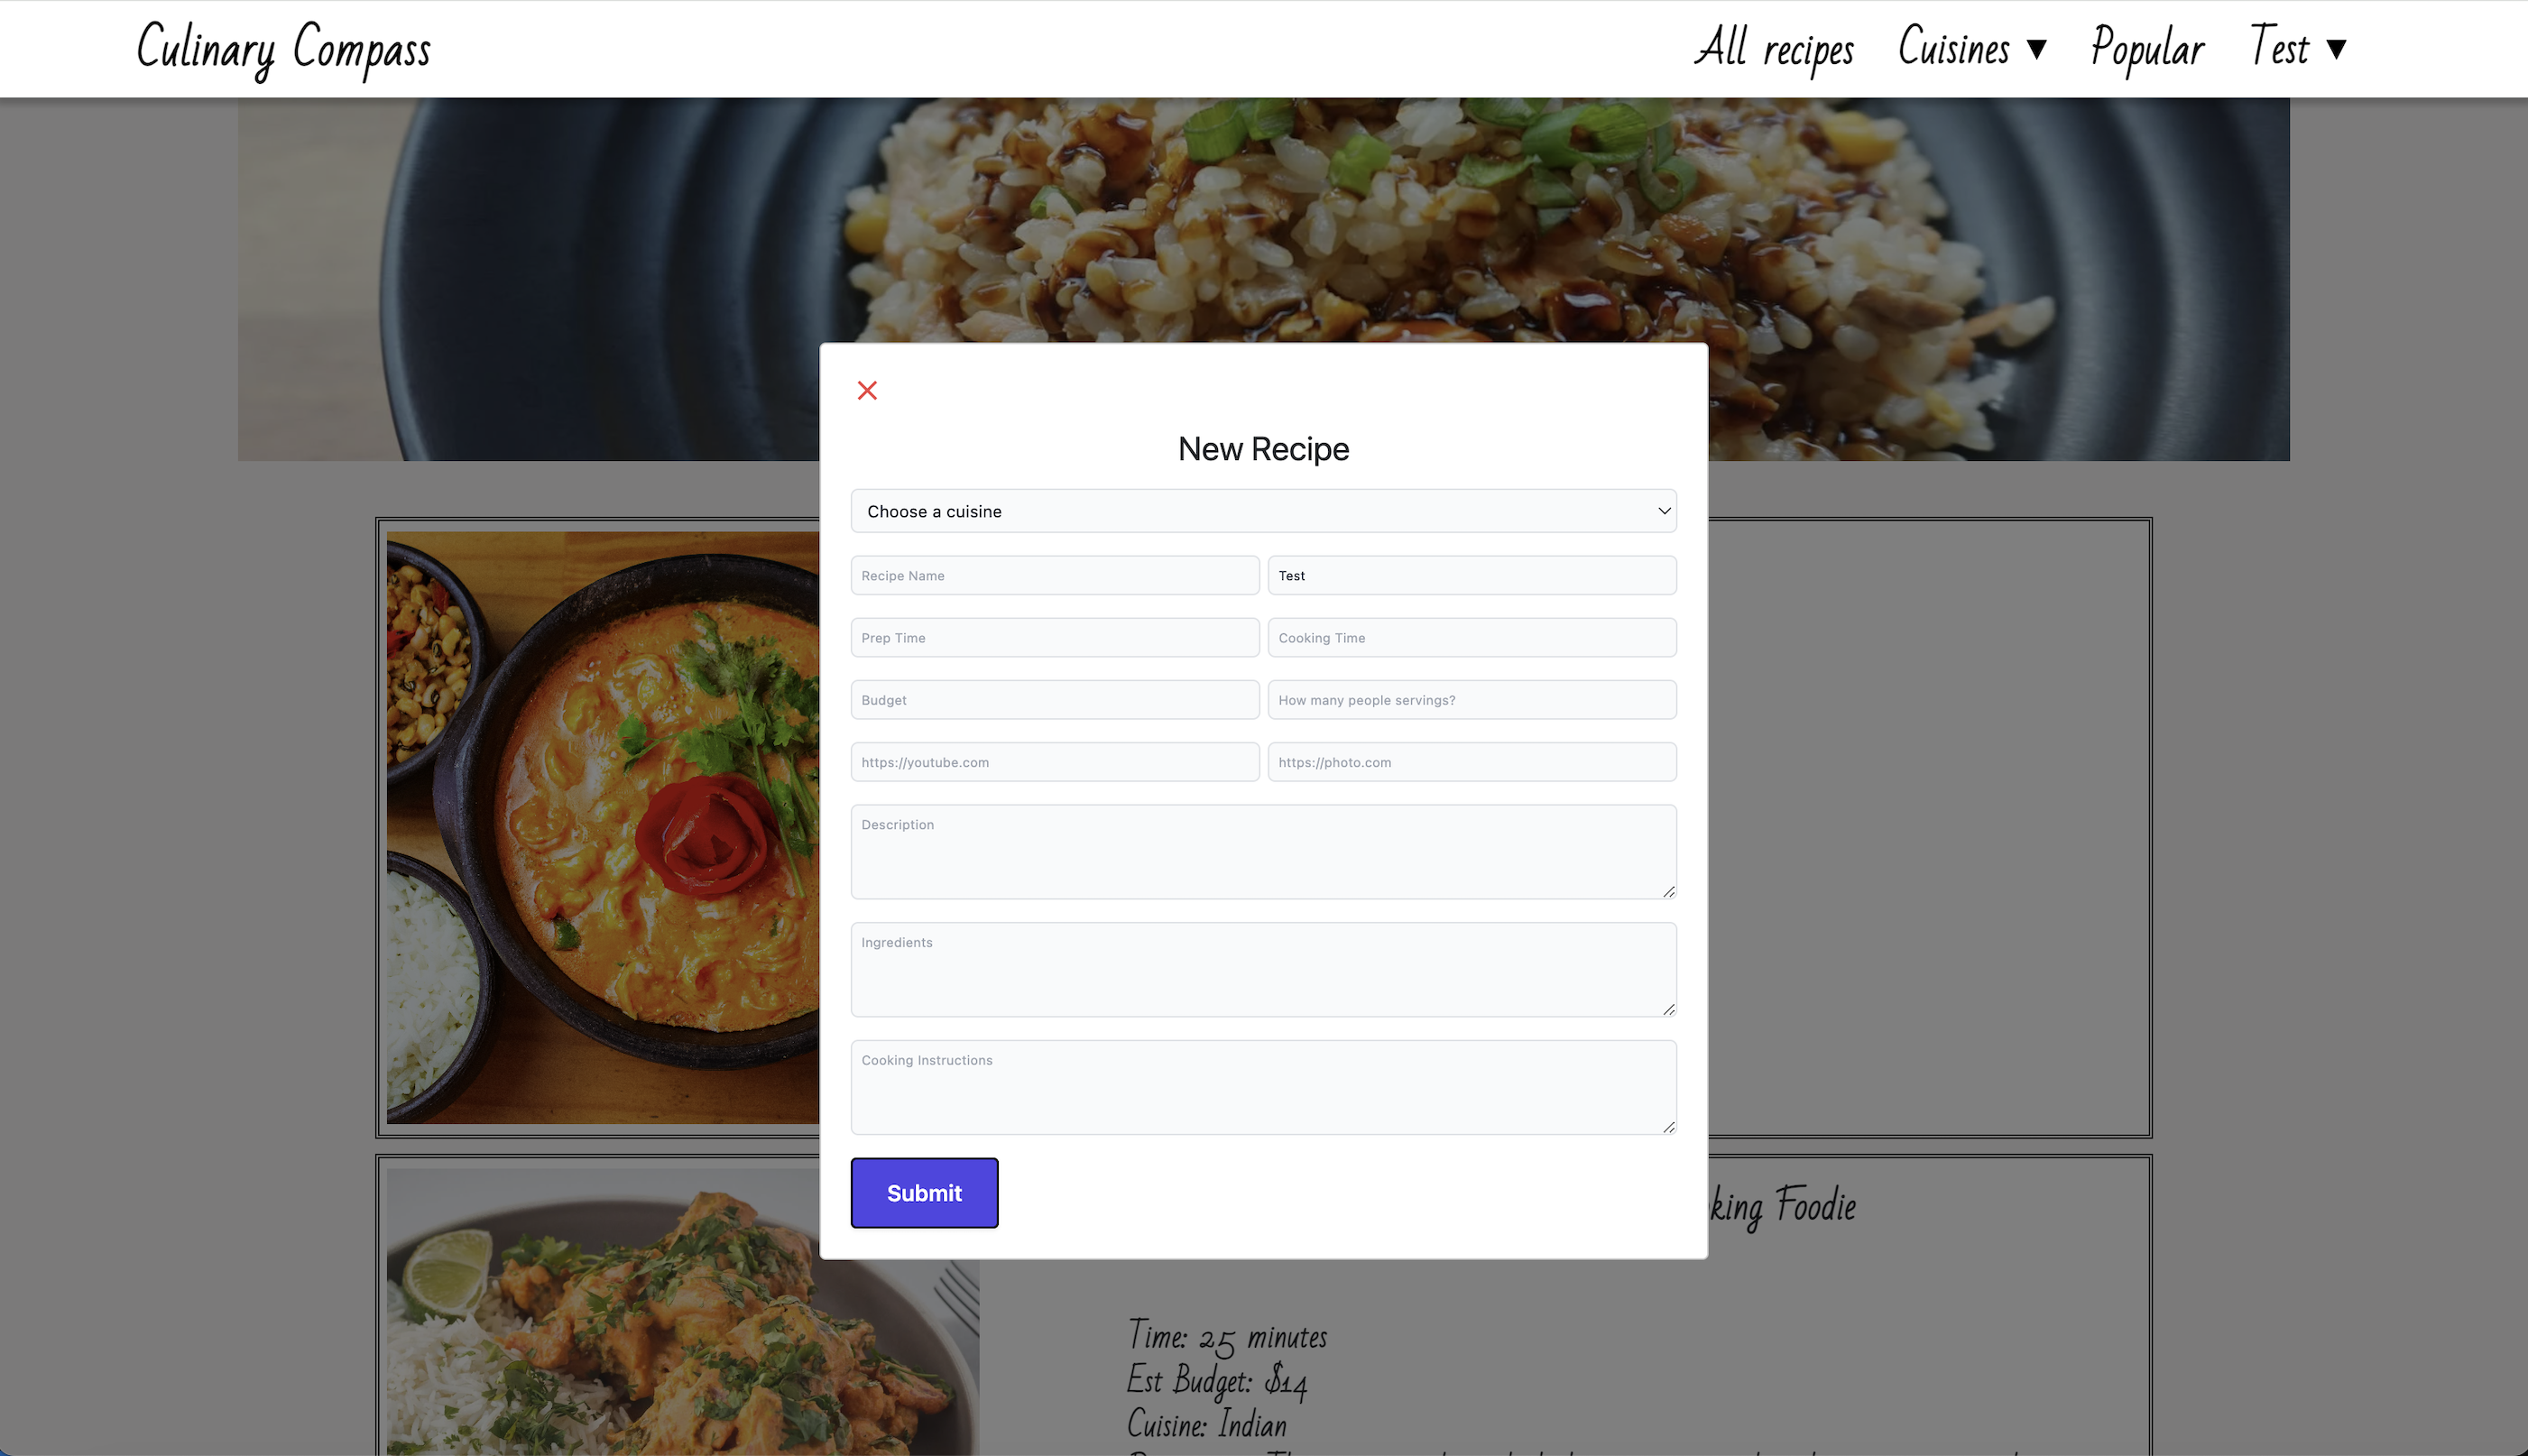 Culinary Compass
All recipes Cuisines ▼ Popular Test ▼
New Recipe
Choose a cuisine
Recipe Name
Test
Prep Time
Cooking Time
Budget
How many people servings?
https://youtube.com
https://photo.com
Description
Ingredients
Cooking Instructions
Submit
Foodie
Time: 25 minutes
Est Budget: $14
Cuisine: Indian